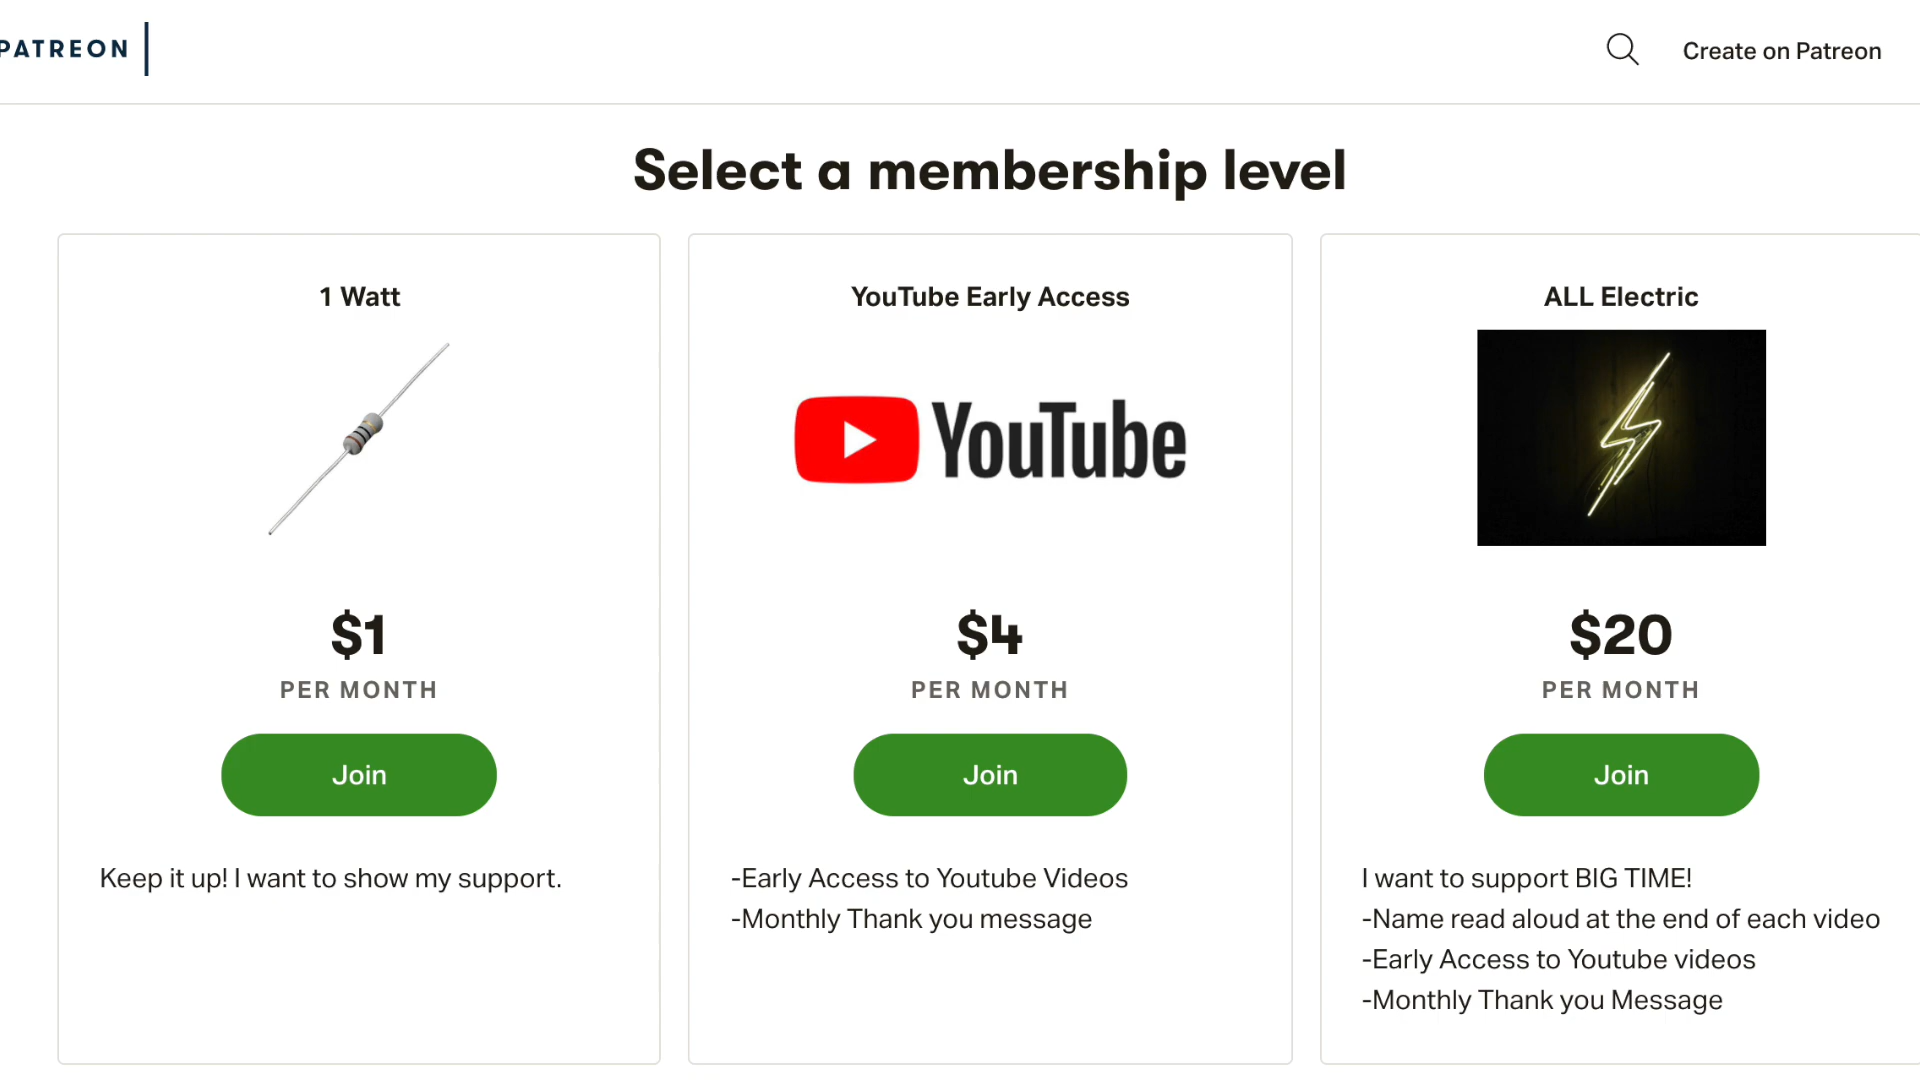 PATREON
Create on Patreon
Select a membership level
1 Watt
$1
PER MONTH
Join
Keep it up! I want to show my support.
YouTube Early Access
YouTube
$4
PER MONTH
Join
-Early Access to Youtube Videos
-Monthly Thank you message
ALL Electric
$20
PER MONTH
Join
I want to support BIG TIME!
-Name read aloud at the end of each video
-Early Access to Youtube videos
-Monthly Thank you Message